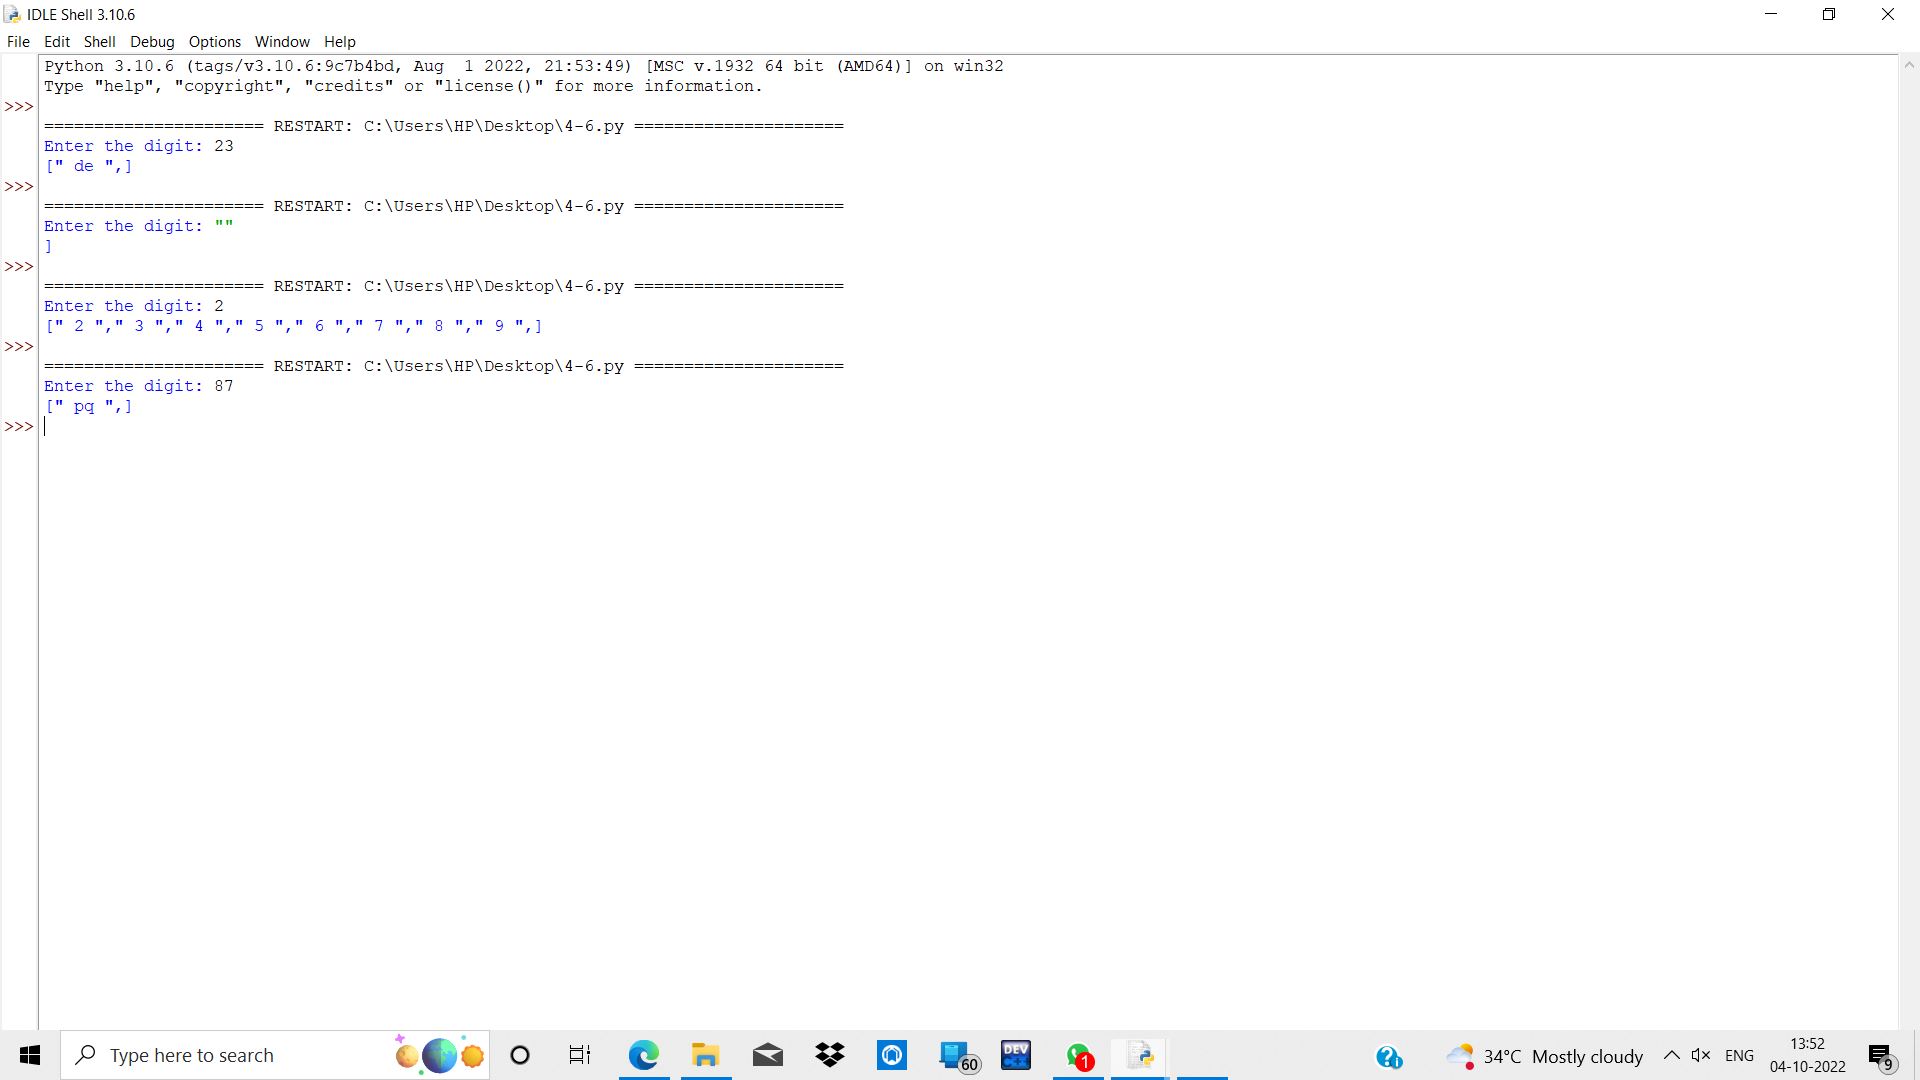 IDLE Shell 3.10.6
File Edit Shell Debug Options Window Help
Python 3.10.6 (tags/v3.10.6:9c7b4bd, Aug  1 2022, 21:53:49) [MSC v.1932 64 bit (AMD64)] on win32
Type "help", "copyright", "credits" or "license()" for more information.
>>>
====================== RESTART: C:\Users\HP\Desktop\4-6.py =====================
Enter the digit: 23
[" de ",]
>>>
====================== RESTART: C:\Users\HP\Desktop\4-6.py =====================
Enter the digit: ""
]
>>>
====================== RESTART: C:\Users\HP\Desktop\4-6.py =====================
Enter the digit: 2
[" 2 "," 3 "," 4 "," 5 "," 6 "," 7 "," 8 "," 9 ",]
>>>
====================== RESTART: C:\Users\HP\Desktop\4-6.py =====================
Enter the digit: 87
[" pq ",]
>>>
Type here to search
60
DEV
C++
1
34°C Mostly cloudy
ENG
13:52
04-10-2022
9